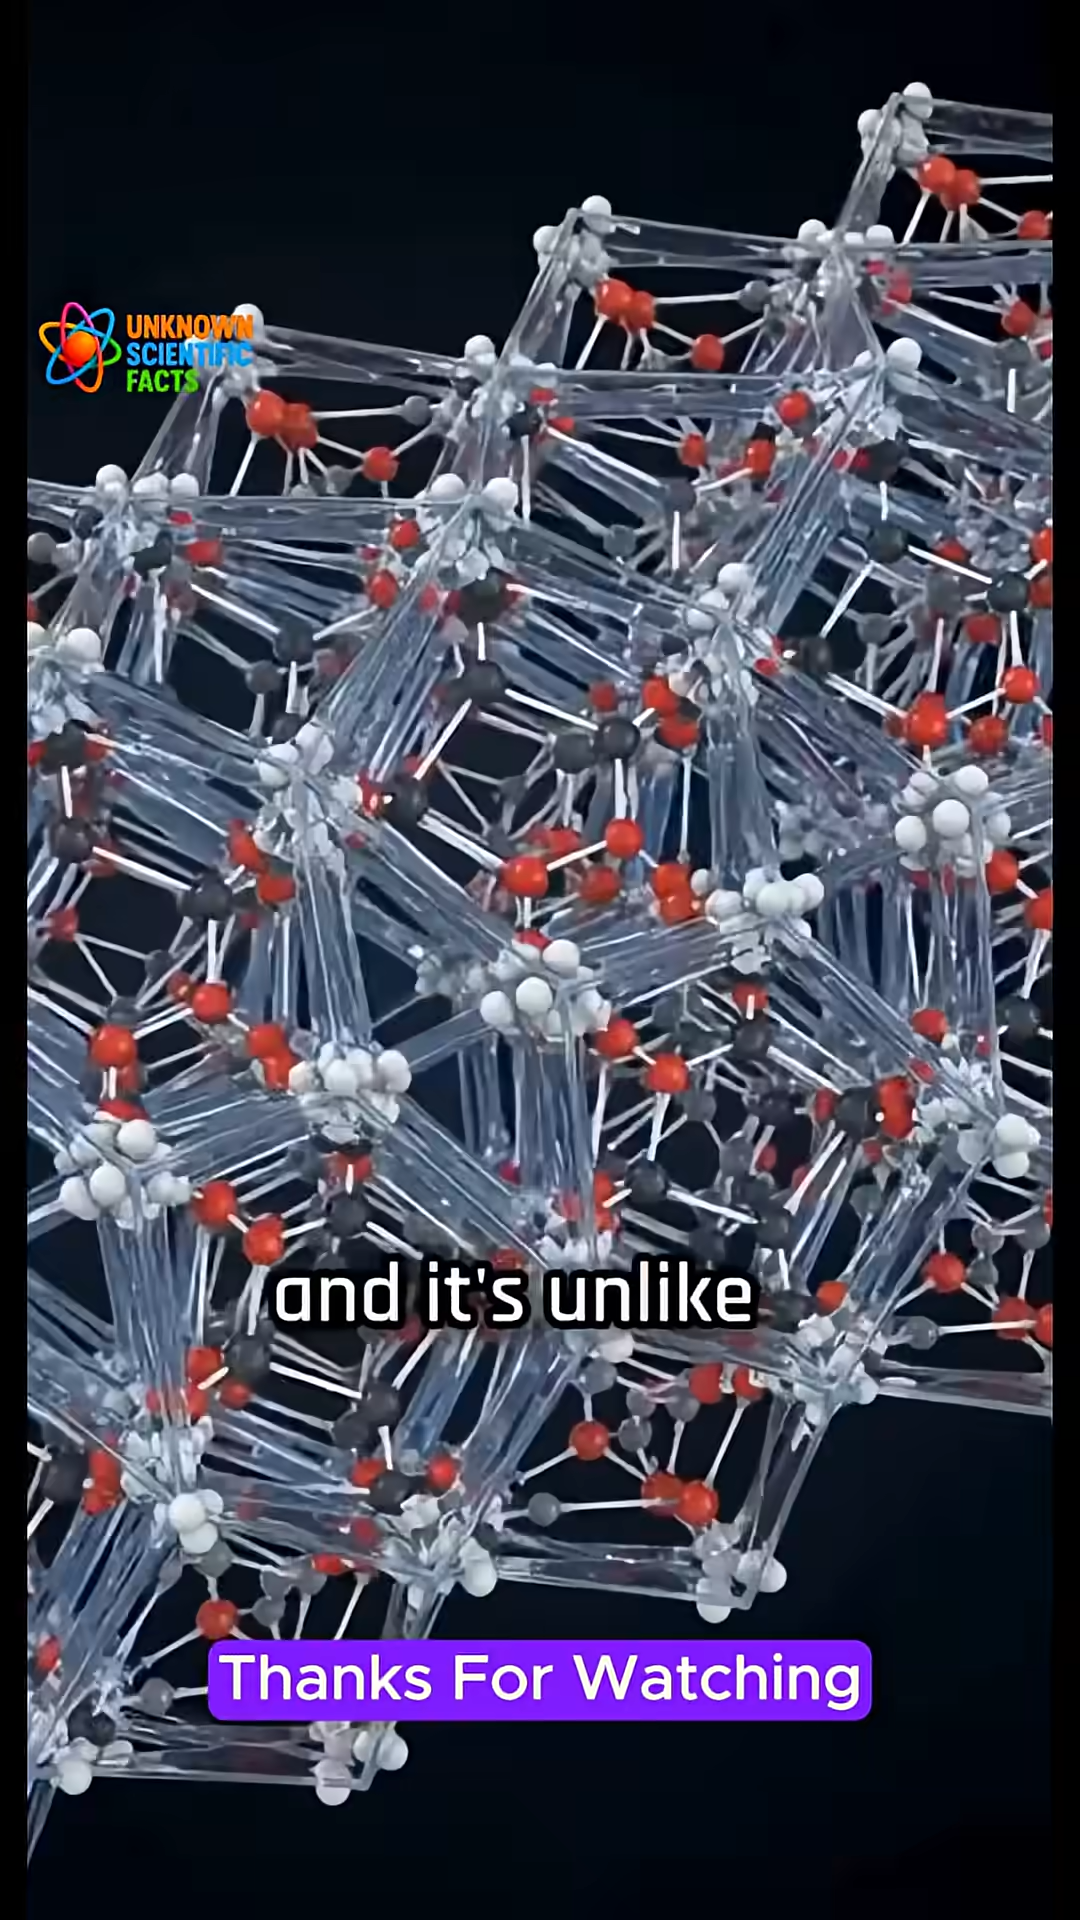 UNKNOWN
SCIENTIFIC
FACTS
and it's unlike
Thanks For Watching